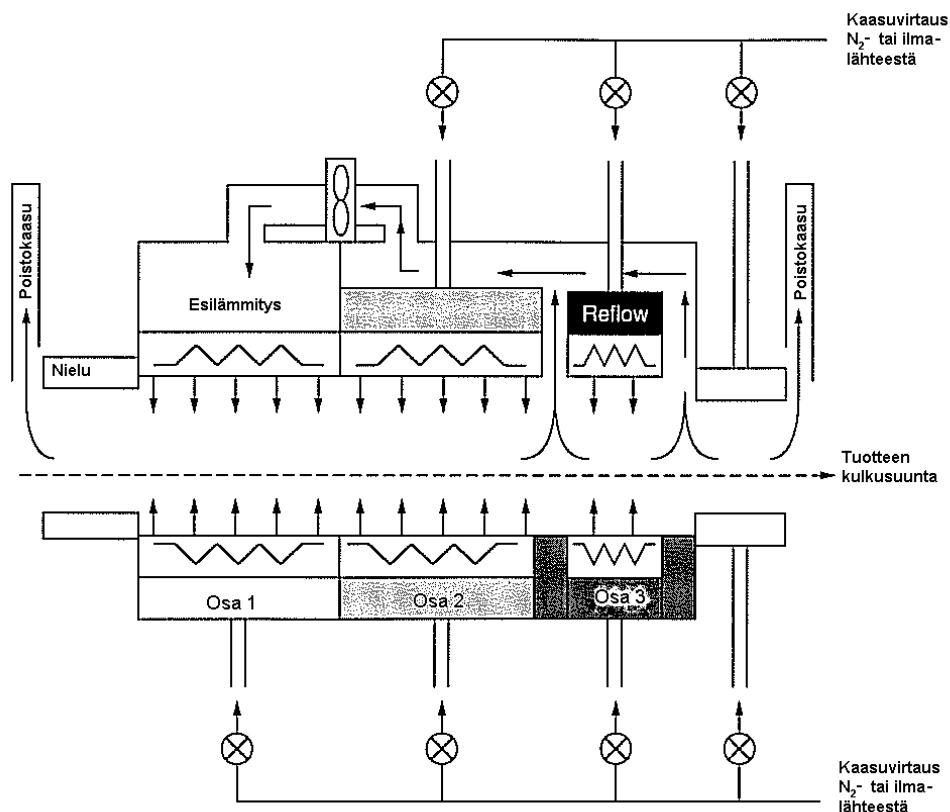 Kaasuvirtaus
N₂- tai ilma-
lähteestä
Poistokaasu
Poistokaasu
Esilämmitys
Reflow
Nielu
Tuotteen
kulkusuunta
Osa 1
Osa 2
Osa 3
Kaasuvirtaus
N₂- tai ilma-
lähteestä